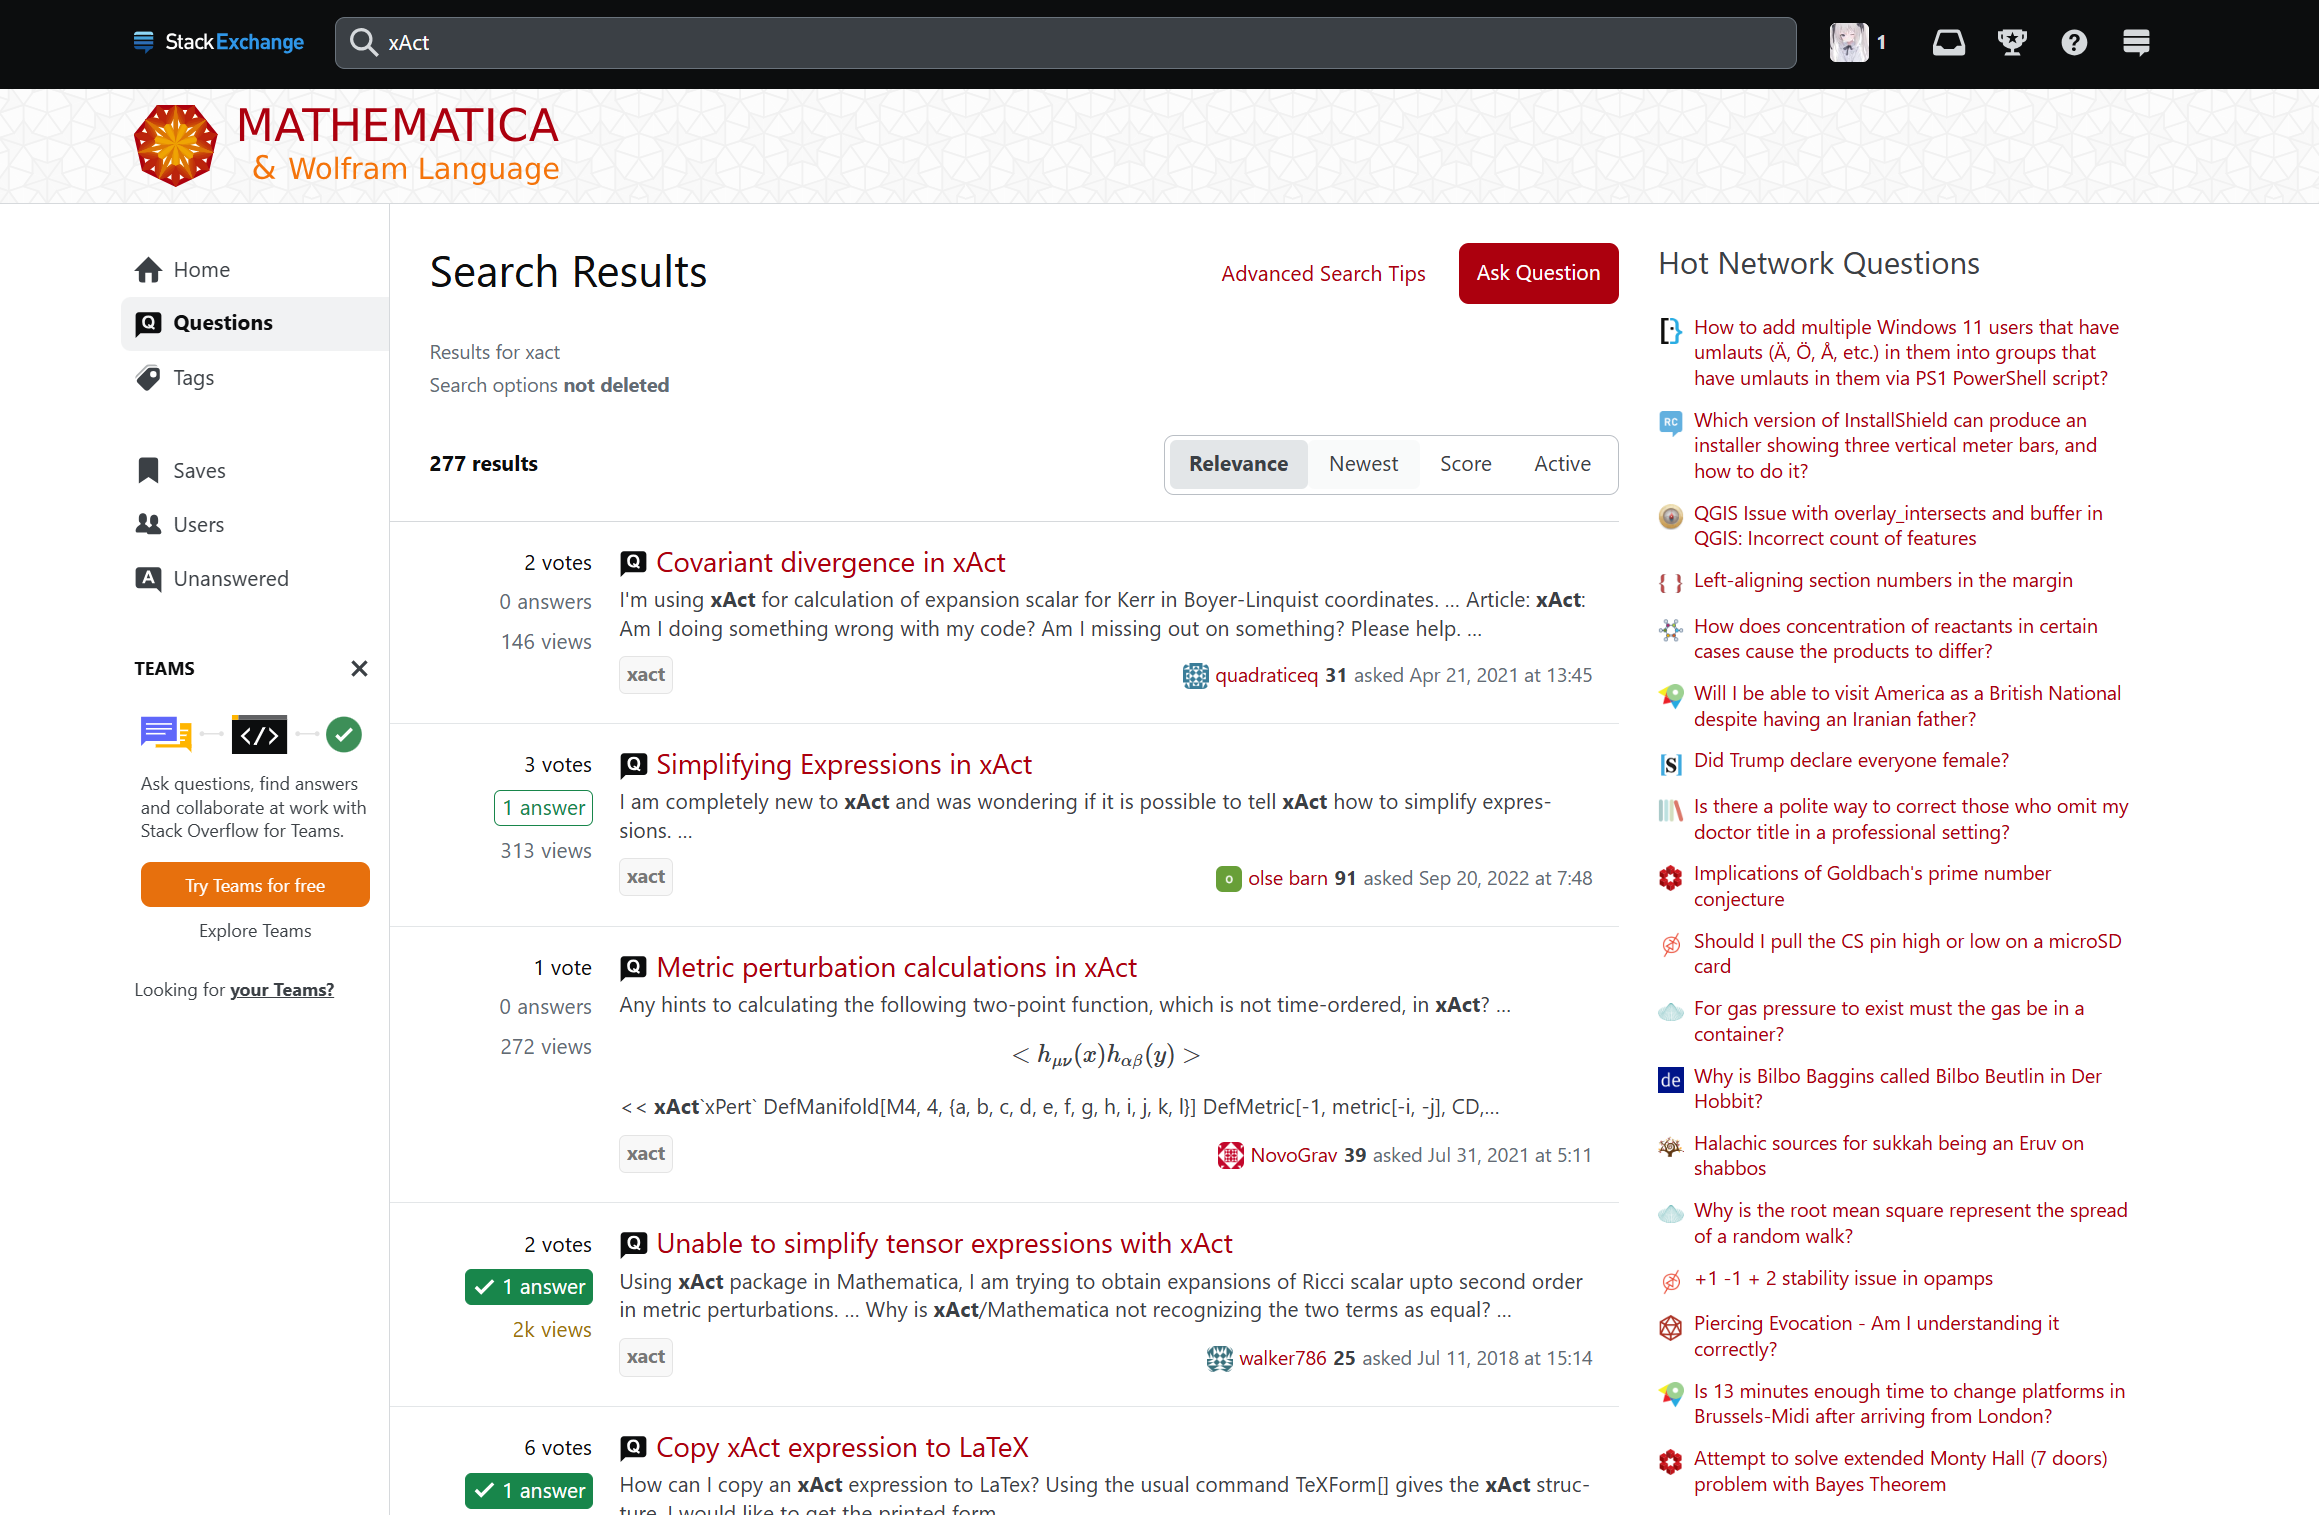 StackExchange
xAct
1
MATHEMATICA
& Wolfram Language
Home
Questions
Tags
Saves
Users
Unanswered
TEAMS
Ask questions, find answers
and collaborate at work with
Stack Overflow for Teams.
Try Teams for free
Explore Teams
Looking for your Teams?
Search Results
Advanced Search Tips
Ask Question
Results for xact
Search options not deleted
277 results
Relevance
Newest
Score
Active
2 votes
0 answers
146 views
Covariant divergence in xAct
I'm using xAct for calculation of expansion scalar for Kerr in Boyer-Linquist coordinates. ... Article: xAct:
Am I doing something wrong with my code? Am I missing out on something? Please help. ...
xact
quadraticeq 31 asked Apr 21, 2021 at 13:45
3 votes
1 answer
313 views
Simplifying Expressions in xAct
I am completely new to xAct and was wondering if it is possible to tell xAct how to simplify expres-
sions. ...
xact
olse barn 91 asked Sep 20, 2022 at 7:48
1 vote
0 answers
272 views
Metric perturbation calculations in xAct
Any hints to calculating the following two-point function, which is not time-ordered, in xAct? ...
< hμν(x)hαβ(y) >
<< xAct`xPert` DefManifold[M4, 4, {a, b, c, d, e, f, g, h, i, j, k, l}] DefMetric[-1, metric[-i, -j], CD,...
xact
NovoGrav 39 asked Jul 31, 2021 at 5:11
2 votes
1 answer
2k views
Unable to simplify tensor expressions with xAct
Using xAct package in Mathematica, I am trying to obtain expansions of Ricci scalar upto second order
in metric perturbations. ... Why is xAct/Mathematica not recognizing the two terms as equal? ...
xact
walker786 25 asked Jul 11, 2018 at 15:14
6 votes
1 answer
Copy xAct expression to LaTeX
How can I copy an xAct expression to LaTex? Using the usual command TeXForm[] gives the xAct struc-
ture. I would like to get the printed form.
Hot Network Questions
How to add multiple Windows 11 users that have
umlauts (Ä, Ö, Å, etc.) in them into groups that
have umlauts in them via PS1 PowerShell script?
Which version of InstallShield can produce an
installer showing three vertical meter bars, and
how to do it?
QGIS Issue with overlay_intersects and buffer in
QGIS: Incorrect count of features
Left-aligning section numbers in the margin
How does concentration of reactants in certain
cases cause the products to differ?
Will I be able to visit America as a British National
despite having an Iranian father?
Did Trump declare everyone female?
Is there a polite way to correct those who omit my
doctor title in a professional setting?
Implications of Goldbach's prime number
conjecture
Should I pull the CS pin high or low on a microSD
card
For gas pressure to exist must the gas be in a
container?
Why is Bilbo Baggins called Bilbo Beutlin in Der
Hobbit?
Halachic sources for sukkah being an Eruv on
shabbos
Why is the root mean square represent the spread
of a random walk?
+1 -1 + 2 stability issue in opamps
Piercing Evocation - Am I understanding it
correctly?
Is 13 minutes enough time to change platforms in
Brussels-Midi after arriving from London?
Attempt to solve extended Monty Hall (7 doors)
problem with Bayes Theorem